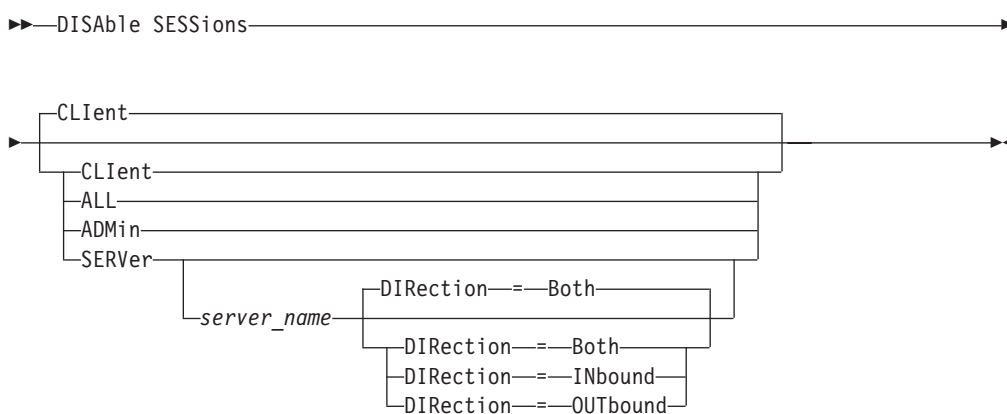 DISAble SESSions
CLIent
CLIent
ALL
ADMin
SERVer
DIRection = Both
server_name
DIRection = Both
DIRection = INbound
DIRection = OUTbound